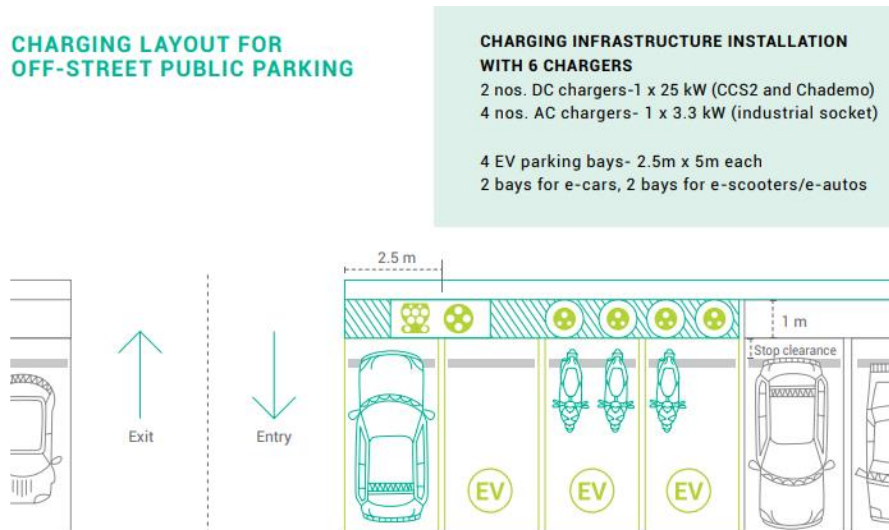 CHARGING LAYOUT FOR
OFF-STREET PUBLIC PARKING
CHARGING INFRASTRUCTURE INSTALLATION
WITH 6 CHARGERS
2 nos. DC chargers-1 x 25 kW (CCS2 and Chademo)
4 nos. AC chargers- 1 x 3.3 kW (industrial socket)
4 EV parking bays- 2.5m x 5m each
2 bays for e-cars, 2 bays for e-scooters/e-autos
2.5 m
1 m
Stop clearance
Exit
Entry
EV
EV
EV